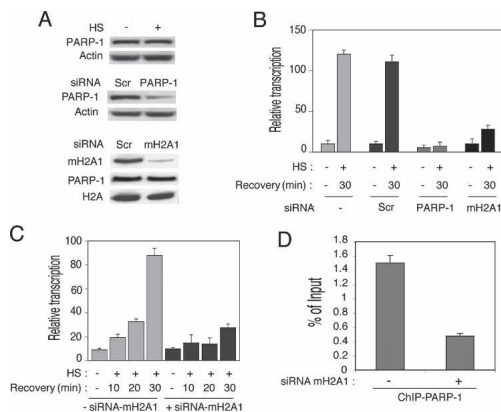 A
HS - +
PARP-1
Actin
siRNA Scr PARP-1
PARP-1
Actin
siRNA Scr mH2A1
mH2A1
PARP-1
H2A
B
Relative transcription
150
100
50
0
HS : - + - + - + - +
Recovery (min) : - 30 - 30 - 30 - 30
siRNA - Scr PARP-1 mH2A1
C
Relative transcription
100
80
60
40
20
0
HS : - + + + - + + +
Recovery (min) : - 10 20 30 - 10 20 30
- siRNA-mH2A1 + siRNA-mH2A1
D
% of Input
1.8
1.6
1.4
1.2
1
0.8
0.6
0.4
0.2
0
siRNA mH2A1 : - +
ChIP-PARP-1